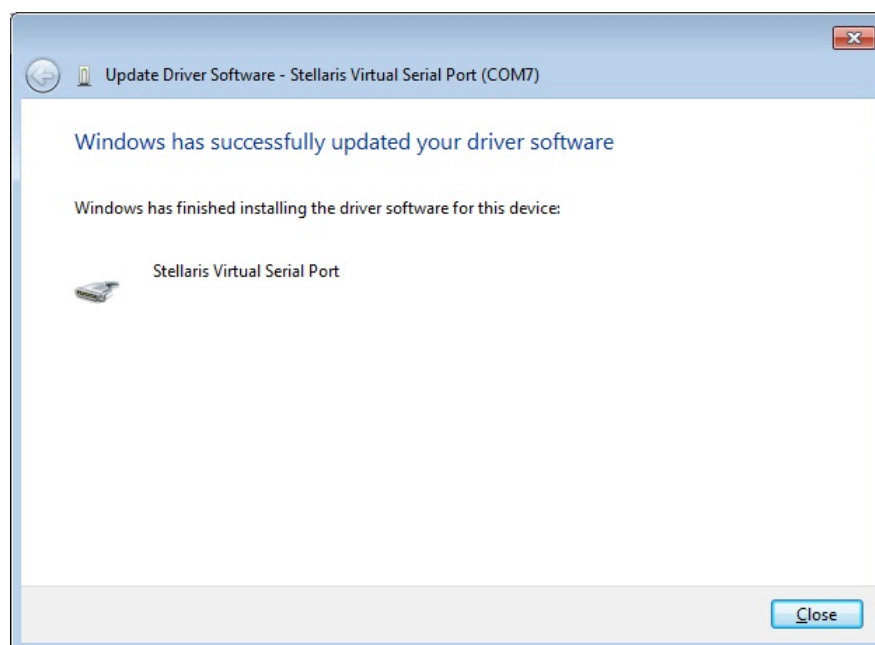 Update Driver Software - Stellaris Virtual Serial Port (COM7)
Windows has successfully updated your driver software
Windows has finished installing the driver software for this device:
Stellaris Virtual Serial Port
Close